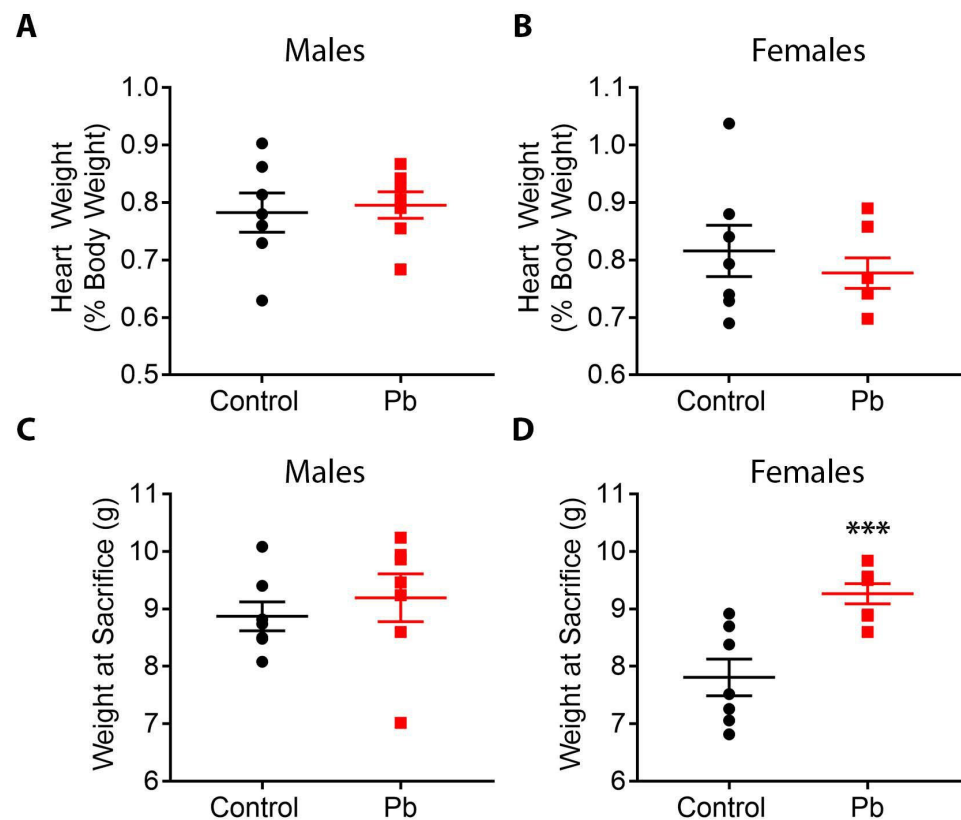 A
Males
Heart Weight
(% Body Weight)
1.0
0.9
0.8
0.7
0.6
0.5
Control
Pb
B
Females
Heart Weight
(% Body Weight)
1.1
1.0
0.9
0.8
0.7
0.6
Control
Pb
C
Males
Weight at Sacrifice (g)
11
10
9
8
7
6
Control
Pb
D
Females
Weight at Sacrifice (g)
11
10
9
8
7
6
***
Control
Pb